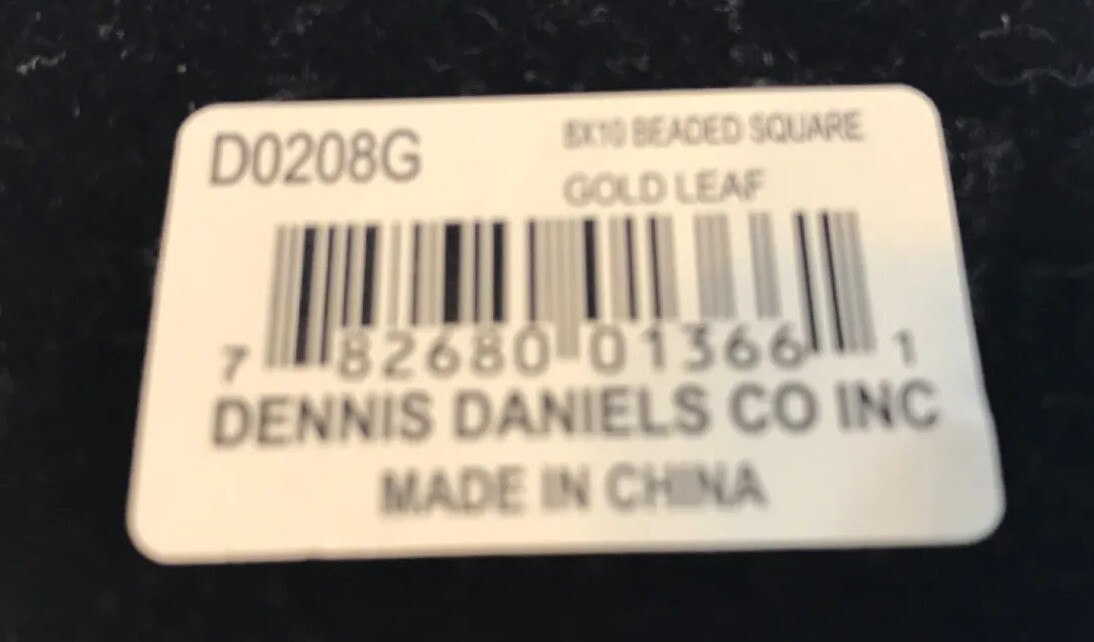 D0208G
8X10 BEADED SQUARE
GOLD LEAF
7 82680 01366 1
DENNIS DANIELS CO INC
MADE IN CHINA